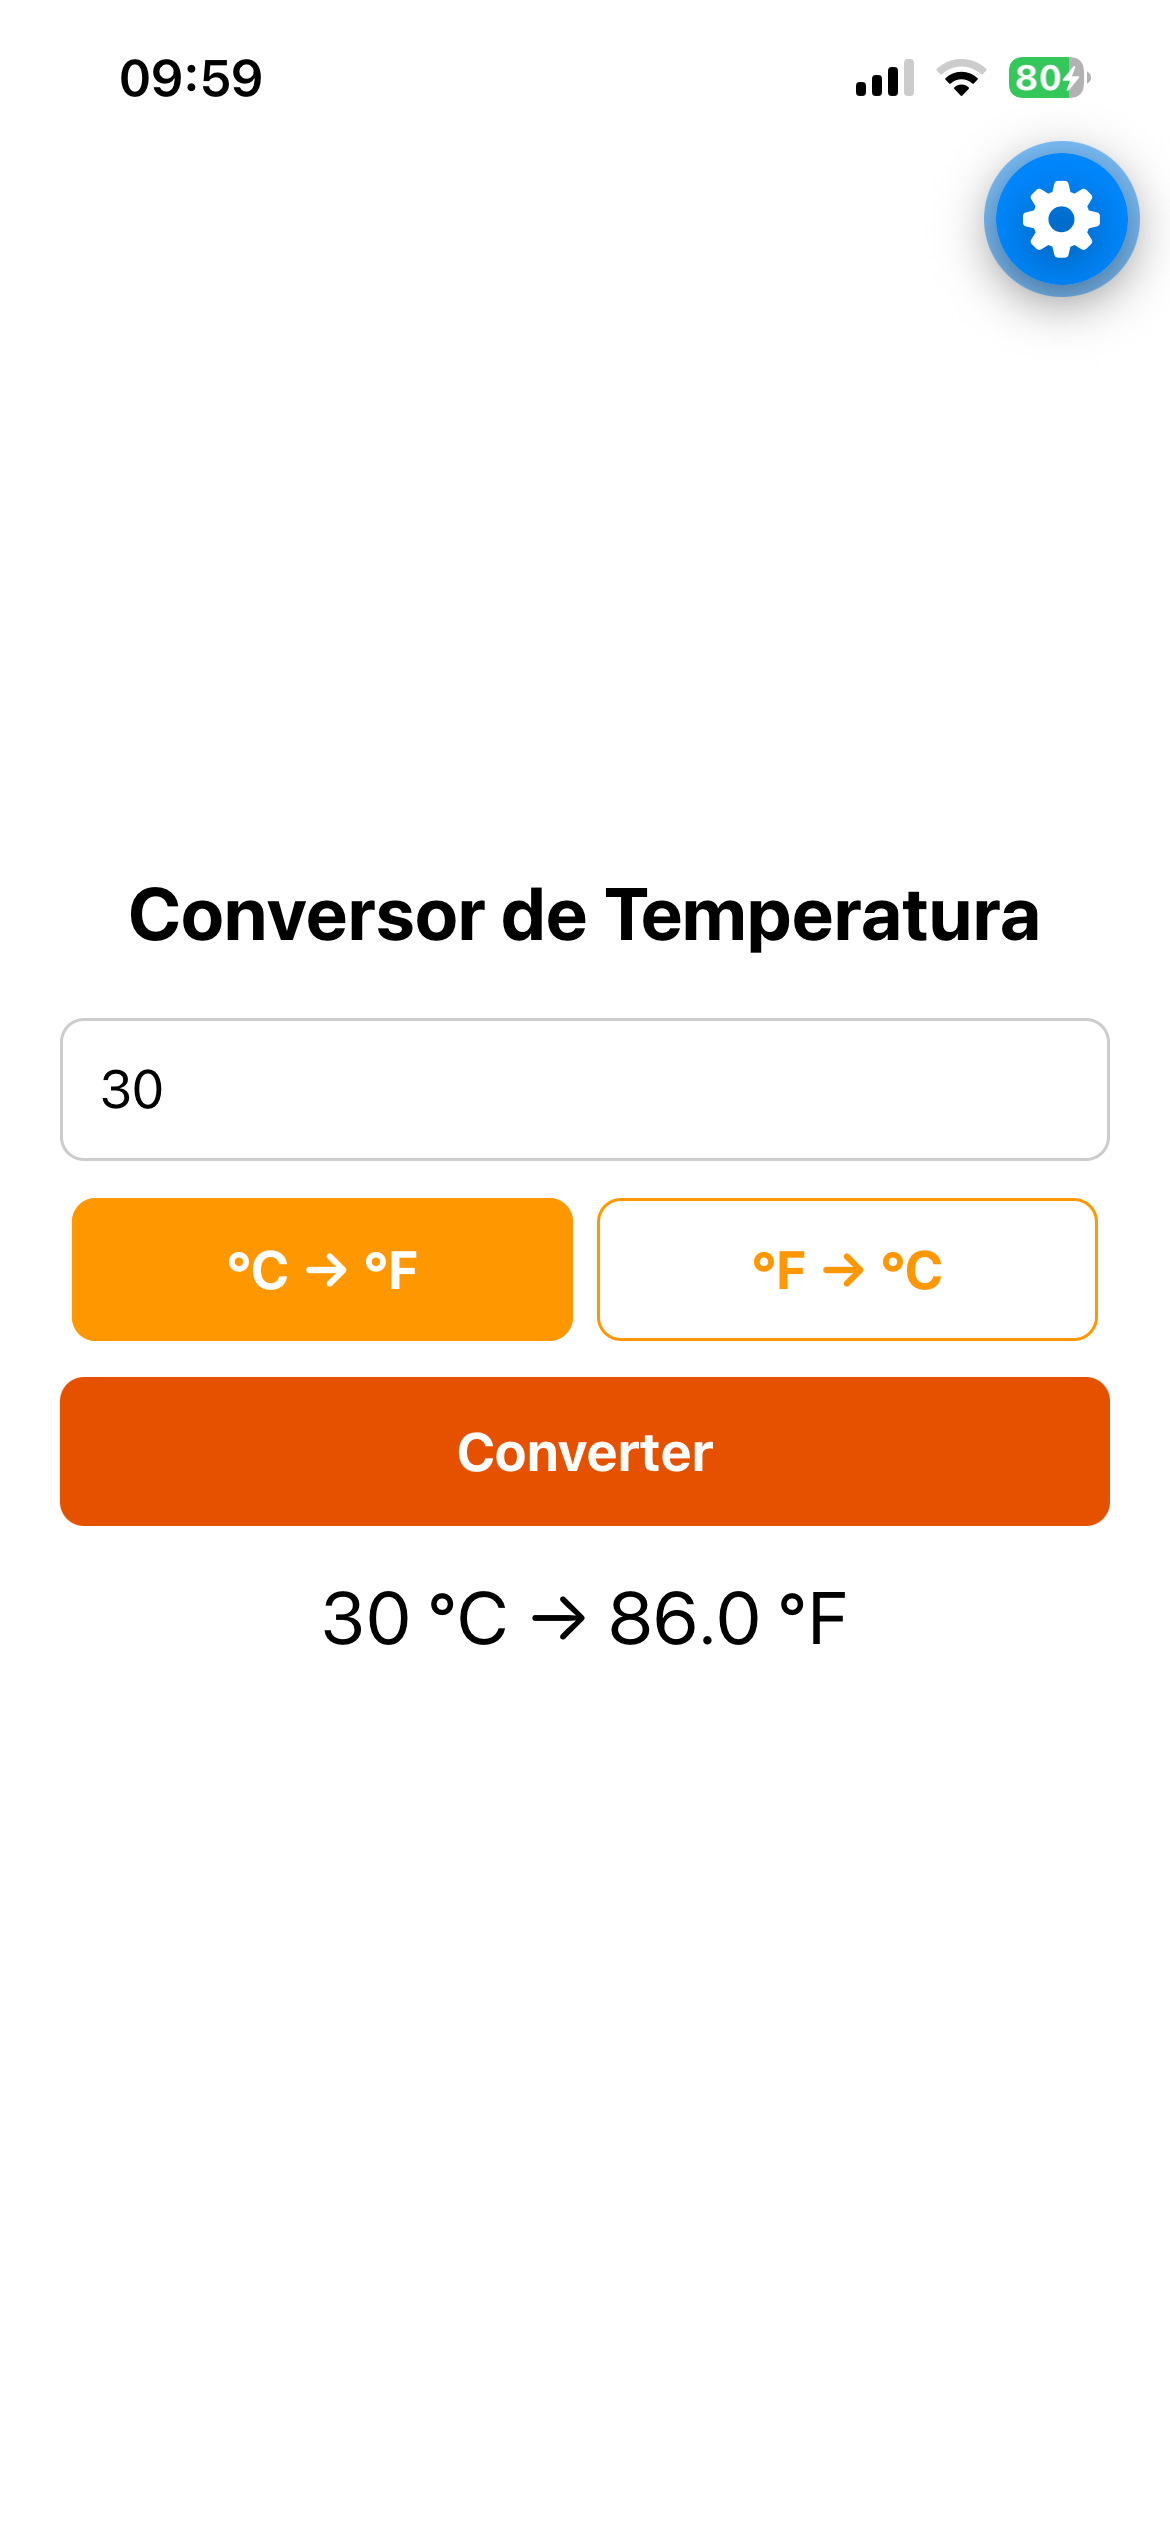 09:59
80
Conversor de Temperatura
30
°C → °F
°F → °C
Converter
30 °C → 86.0 °F